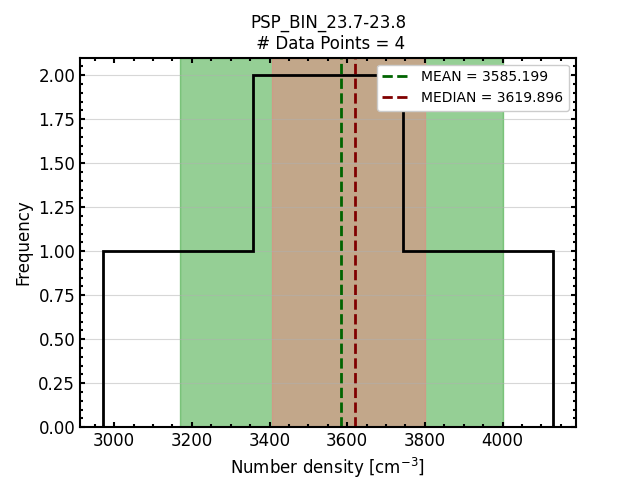 PSP_BIN_23.7-23.8
# Data Points = 4
MEAN = 3585.199
MEDIAN = 3619.896
Frequency
2.00
1.75
1.50
1.25
1.00
0.75
0.50
0.25
0.00
3000 3200 3400 3600 3800 4000
Number density [cm⁻³]